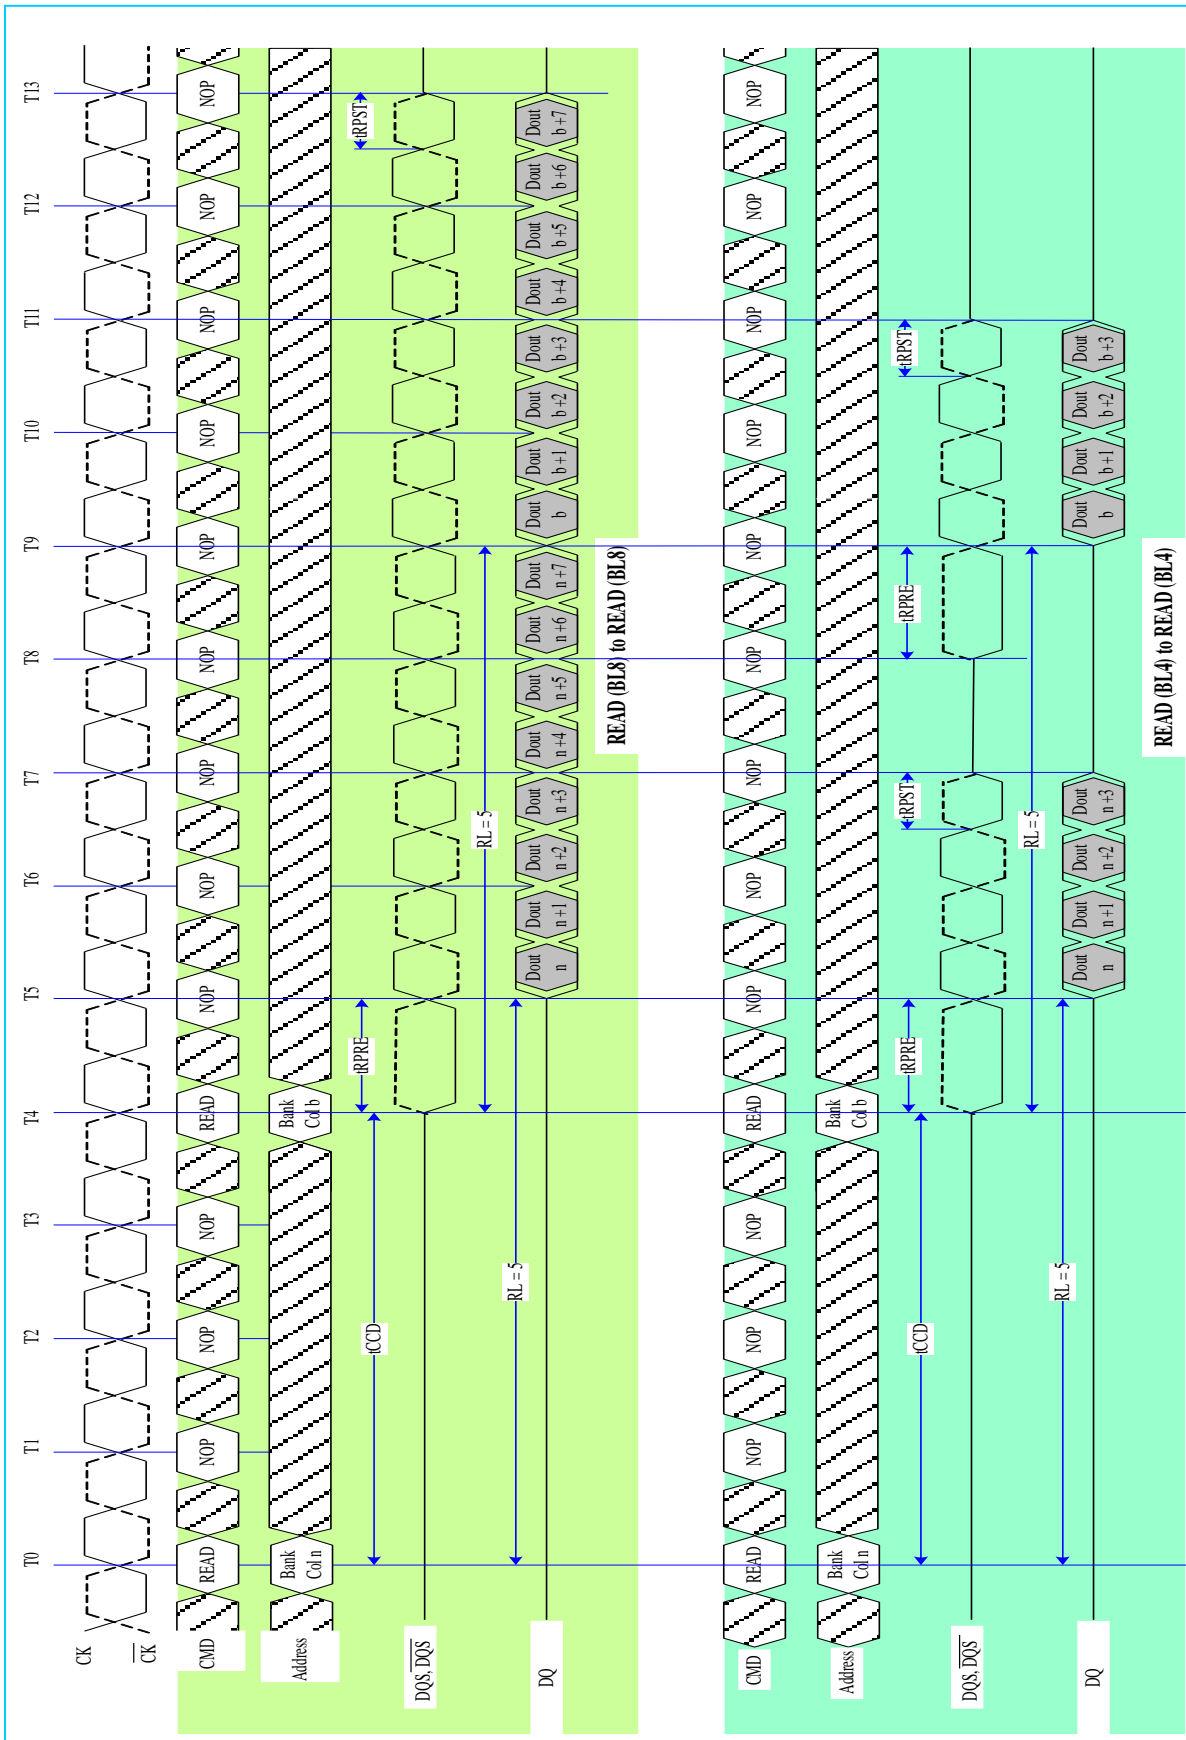 T0 T1 T2 T3 T4 T5 T6 T7 T8 T9 T10 T11 T12 T13
CK
CK
CMD READ NOP NOP NOP READ NOP NOP NOP NOP NOP NOP NOP NOP NOP
Address Bank Col n Bank Col b
tRPRE tRPST
tCCD
DQS, DQS
RL = 5
RL = 5
DQ Dout n Dout n+1 Dout n+2 Dout n+3 Dout n+4 Dout n+5 Dout n+6 Dout n+7 Dout b Dout b+1 Dout b+2 Dout b+3 Dout b+4 Dout b+5 Dout b+6 Dout b+7
READ (BL8) to READ (BL8)
CMD READ NOP NOP NOP READ NOP NOP NOP NOP NOP NOP NOP NOP NOP
Address Bank Col n Bank Col b
tCCD tRPRE tRPST tRPRE tRPST
DQS, DQS
RL = 5
RL = 5
DQ Dout n Dout n+1 Dout n+2 Dout n+3 Dout b Dout b+1 Dout b+2 Dout b+3
READ (BL4) to READ (BL4)